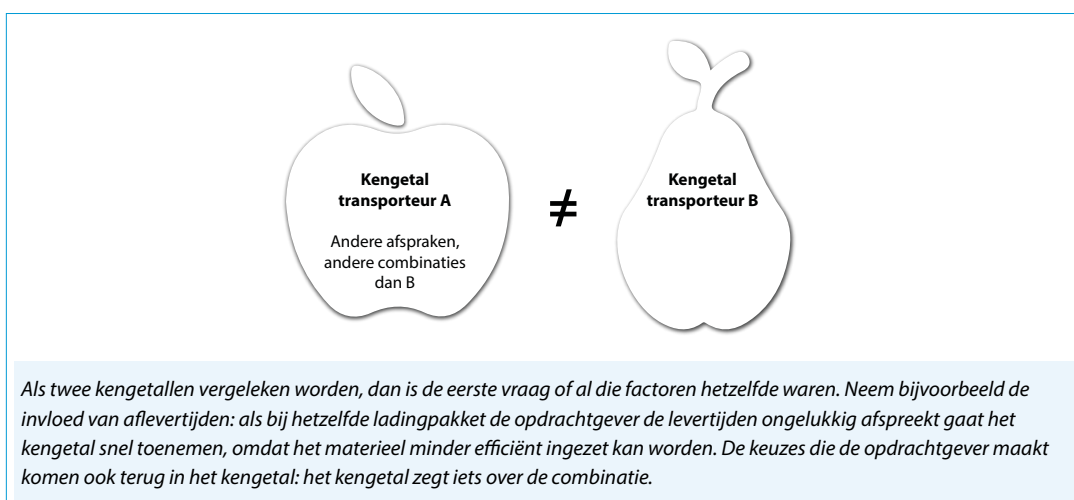 Kengetal
transporteur A
Andere afspraken,
andere combinaties
dan B
≠
Kengetal
transporteur B
Als twee kengetallen vergeleken worden, dan is de eerste vraag of al die factoren hetzelfde waren. Neem bijvoorbeeld de
invloed van aflevertijden: als bij hetzelfde ladingpakket de opdrachtgever de levertijden ongelukkig afspreekt gaat het
kengetal snel toenemen, omdat het materieel minder efficiënt ingezet kan worden. De keuzes die de opdrachtgever maakt
komen ook terug in het kengetal: het kengetal zegt iets over de combinatie.